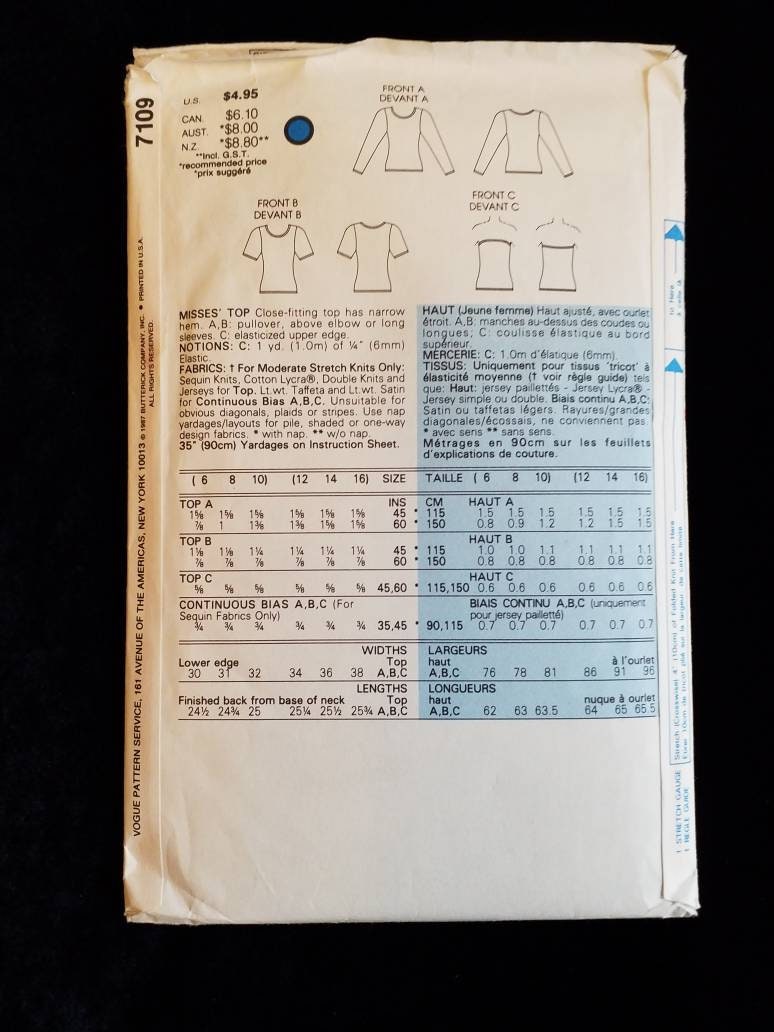 7109
U.S. $4.95
CAN. $6.10
AUST. *$8.00
N.Z. *$8.80**
**Incl. G.S.T.
*recommended price
*prix suggéré
FRONT A
DEVANT A
FRONT B
DEVANT B
FRONT C
DEVANT C
MISSES' TOP Close-fitting top has narrow
hem. A,B: pullover, above elbow or long
sleeves. C: elasticized upper edge.
NOTIONS: C: 1 yd. (1.0m) of ¼" (6mm)
Elastic.
FABRICS: † For Moderate Stretch Knits Only:
Sequin Knits, Cotton Lycra®, Double Knits and
Jerseys for Top. Lt.wt. Taffeta and Lt.wt. Satin
for Continuous Bias A,B,C. Unsuitable for
obvious diagonals, plaids or stripes. Use nap
yardages/layouts for pile, shaded or one-way
design fabrics. * with nap. ** w/o nap.
35" (90cm) Yardages on Instruction Sheet.
HAUT (Jeune femme) Haut ajusté, avec ourlet
étroit. A,B: manches au-dessus des coudes ou
longues; C: coulisse élastique au bord
supérieur.
MERCERIE: C: 1.0m d'élatique (6mm).
TISSUS: Uniquement pour tissus 'tricot' à
élasticité moyenne († voir règle guide) tels
que: Haut: jersey pailletés - Jersey Lycra® -
Jersey simple ou double. Biais continu A,B,C:
Satin ou taffetas légers. Rayures/grandes
diagonales/écossais, ne conviennent pas.
* avec sens ** sans sens.
Métrages en 90cm sur les feuillets
d'explications de couture.
( 6 8 10) (12 14 16) SIZE TAILLE ( 6 8 10) (12 14 16)
TOP A INS CM HAUT A
1⅝ 1⅝ 1⅝ 1⅝ 1⅝ 1⅝ 45 * 115 1.5 1.5 1.5 1.5 1.5 1.5
⅞ 1 1⅜ 1⅜ 1⅝ 1⅝ 60 * 150 0.8 0.9 1.2 1.2 1.5 1.5
TOP B HAUT B
1⅛ 1⅛ 1¼ 1¼ 1¼ 1¼ 45 * 115 1.0 1.0 1.1 1.1 1.1 1.1
⅞ ⅞ ⅞ ⅞ ⅞ ⅞ 60 * 150 0.8 0.8 0.8 0.8 0.8 0.8
TOP C HAUT C
⅝ ⅝ ⅝ ⅝ ⅝ ⅝ 45,60 * 115,150 0.6 0.6 0.6 0.6 0.6 0.6
CONTINUOUS BIAS A,B,C (For BIAIS CONTINU A,B,C (uniquement
Sequin Fabrics Only) pour jersey pailletté)
¾ ¾ ¾ ¾ ¾ ¾ 35,45 * 90,115 0.7 0.7 0.7 0.7 0.7 0.7
WIDTHS LARGEURS
Lower edge Top haut à l'ourlet
30 31 32 34 36 38 A,B,C A,B,C 76 78 81 86 91 96
LENGTHS LONGUEURS
Finished back from base of neck Top haut nuque à ourlet
24½ 24¾ 25 25¼ 25½ 25¾ A,B,C A,B,C 62 63 63.5 64 65 65.5
VOGUE PATTERN SERVICE, 161 AVENUE OF THE AMERICAS, NEW YORK 10013 © 1987 BUTTERICK COMPANY, INC. • PRINTED IN U.S.A.
ALL RIGHTS RESERVED.
† STRETCH GAUGE Stretch (Crosswise) 4" (10cm) of Folded Knit From Here to Here
† RÈGLE GUIDE